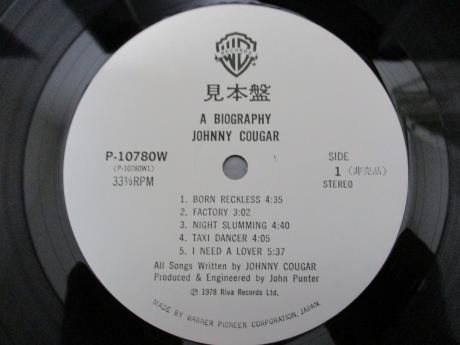 WB
RECORDS
見本盤
A BIOGRAPHY
JOHNNY COUGAR
P-10780W
(P-10780W1)
33⅓RPM
SIDE
1 (非売品)
STEREO
1. BORN RECKLESS 4:35
2. FACTORY 3:02
3. NIGHT SLUMMING 4:40
4. TAXI DANCER 4:05
5. I NEED A LOVER 5:37
All Songs Written by JOHNNY COUGAR
Produced & Engineered by John Punter
℗ 1978 Riva Records Ltd.
MADE BY WARNER PIONEER CORPORATION, JAPAN